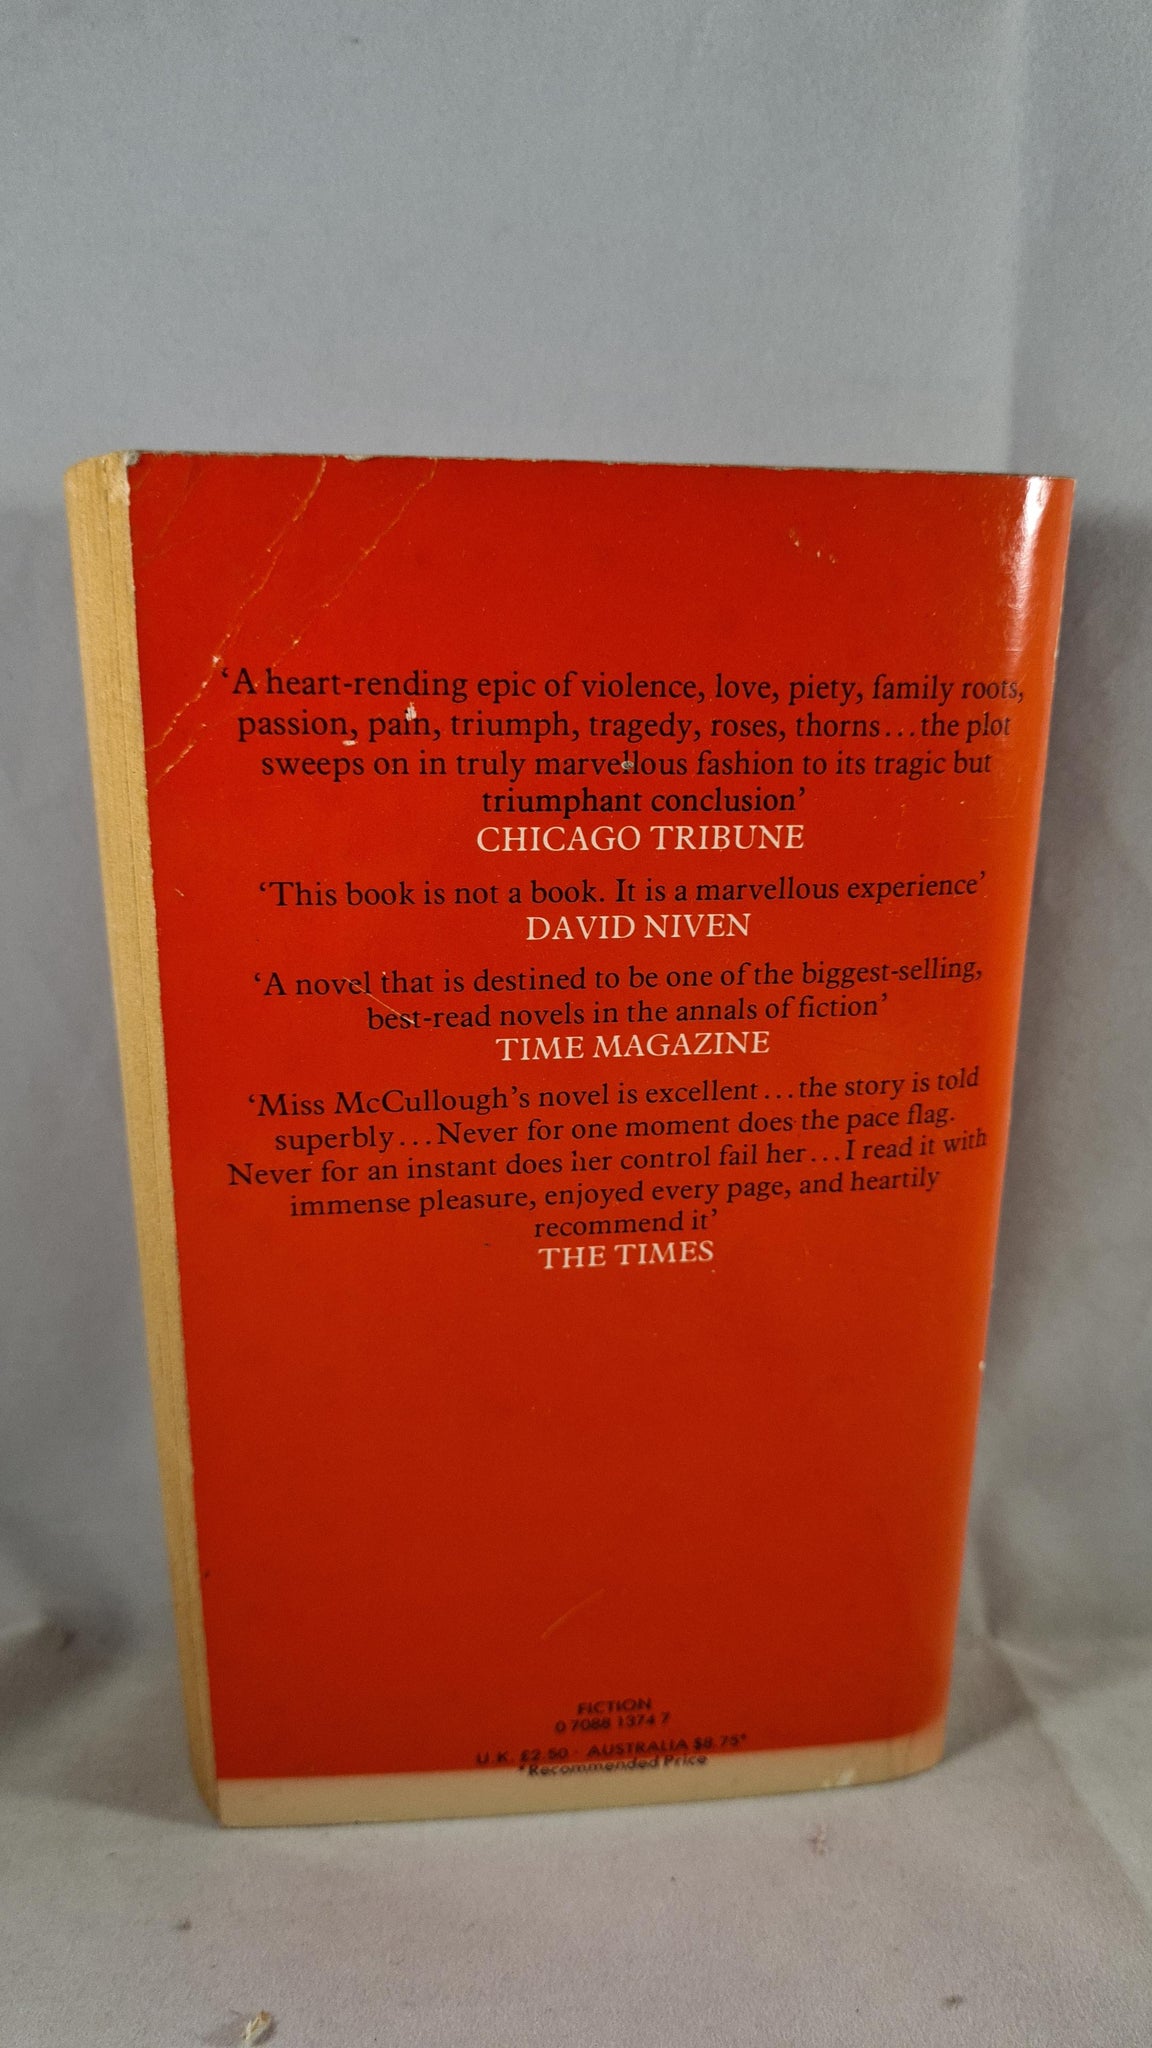 ‘A heart-rending epic of violence, love, piety, family roots,
passion, pain, triumph, tragedy, roses, thorns...the plot
sweeps on in truly marvellous fashion to its tragic but
triumphant conclusion’
CHICAGO TRIBUNE
‘This book is not a book. It is a marvellous experience’
DAVID NIVEN
‘A novel that is destined to be one of the biggest-selling,
best-read novels in the annals of fiction’
TIME MAGAZINE
‘Miss McCullough’s novel is excellent...the story is told
superbly...Never for one moment does the pace flag.
Never for an instant does her control fail her...I read it with
immense pleasure, enjoyed every page, and heartily
recommend it’
THE TIMES
FICTION
0 7088 1374 7
U.K. £2.50 · AUSTRALIA $8.75*
*Recommended Price